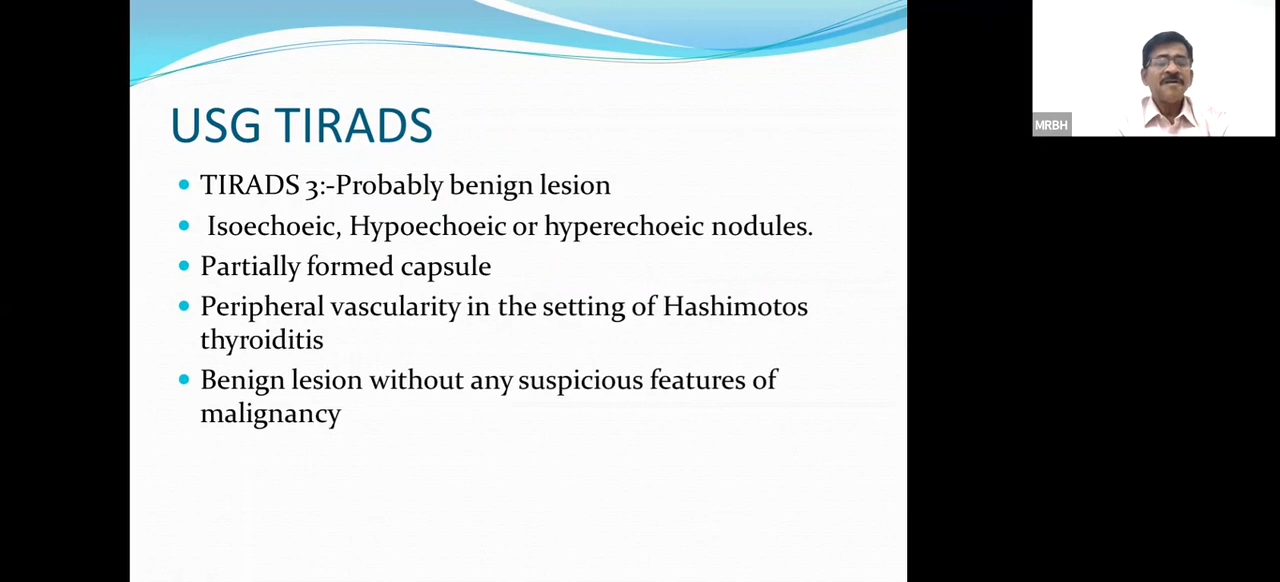 USG TIRADS
TIRADS 3:-Probably benign lesion
Isoechoeic, Hypoechoeic or hyperechoeic nodules.
Partially formed capsule
Peripheral vascularity in the setting of Hashimotos
thyroiditis
Benign lesion without any suspicious features of
malignancy
MRBH